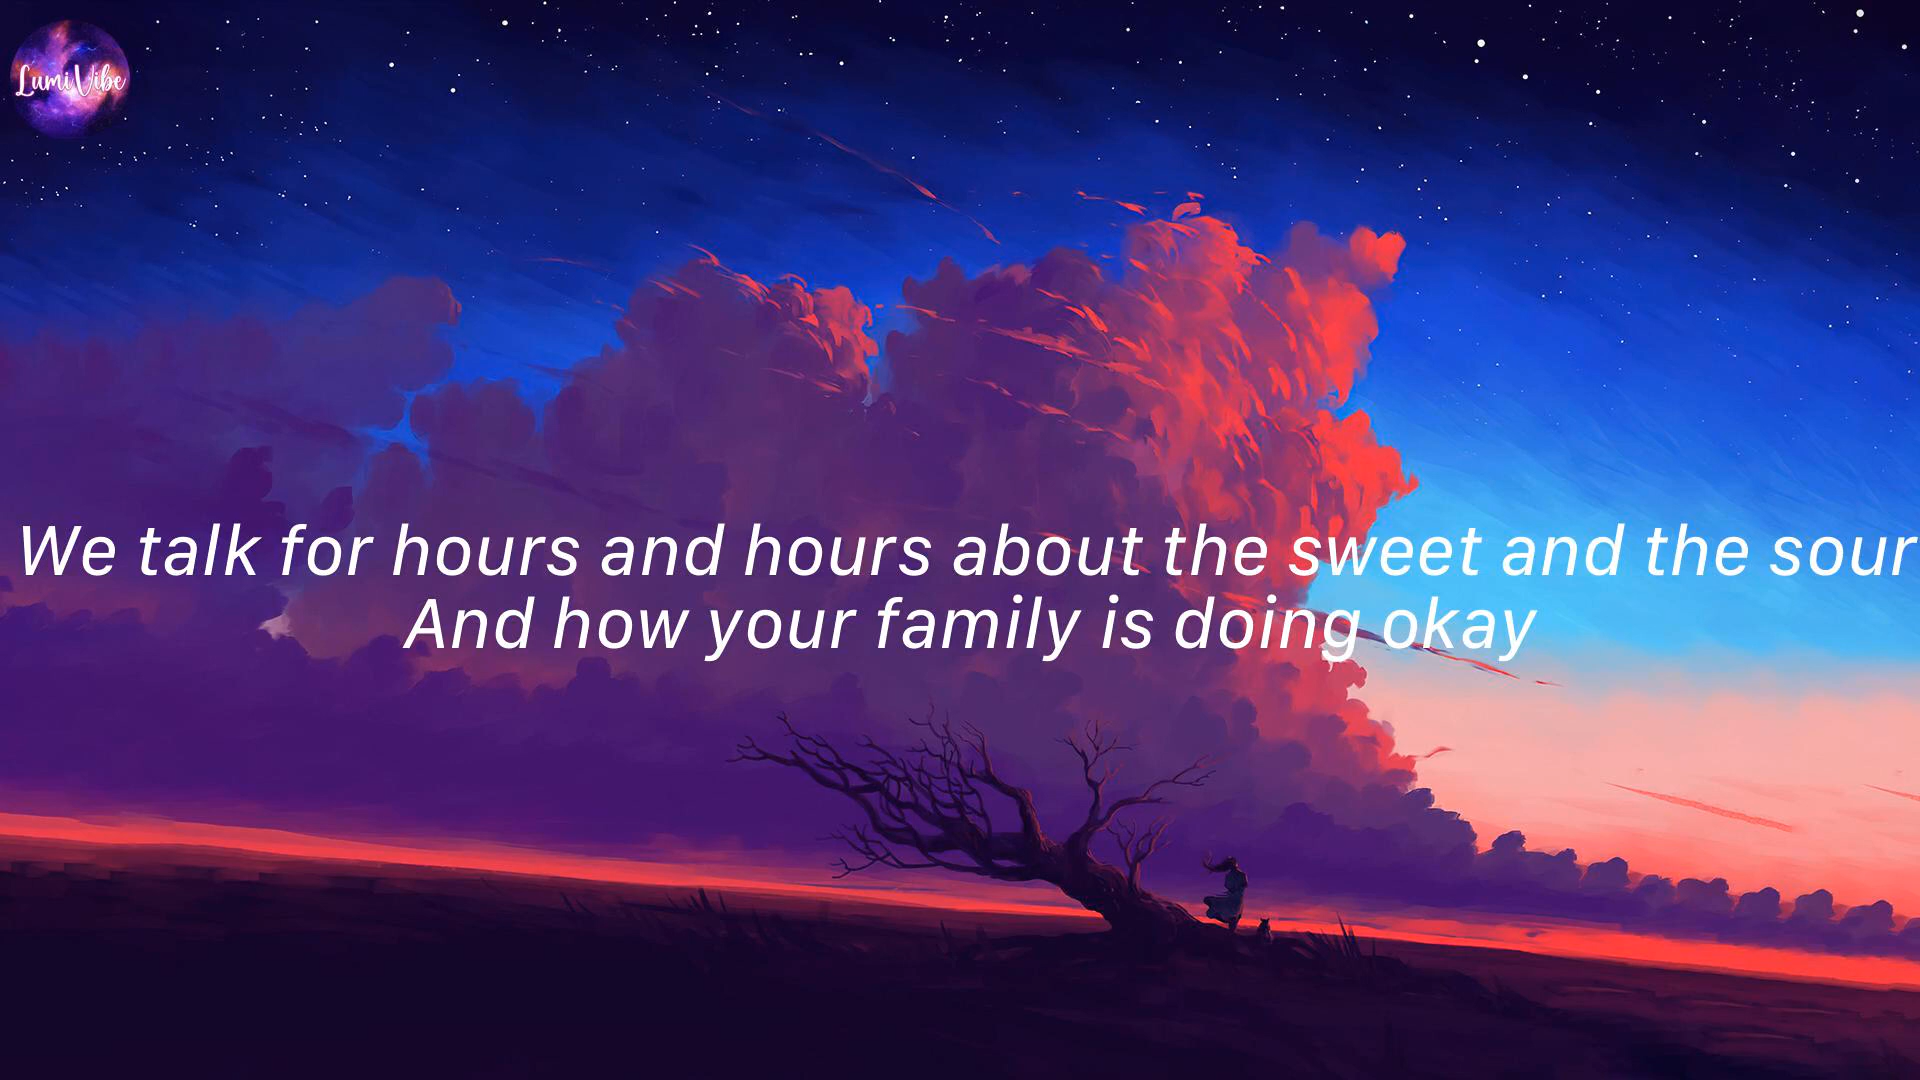 LumiVibe
We talk for hours and hours about the sweet and the sour
And how your family is doing okay